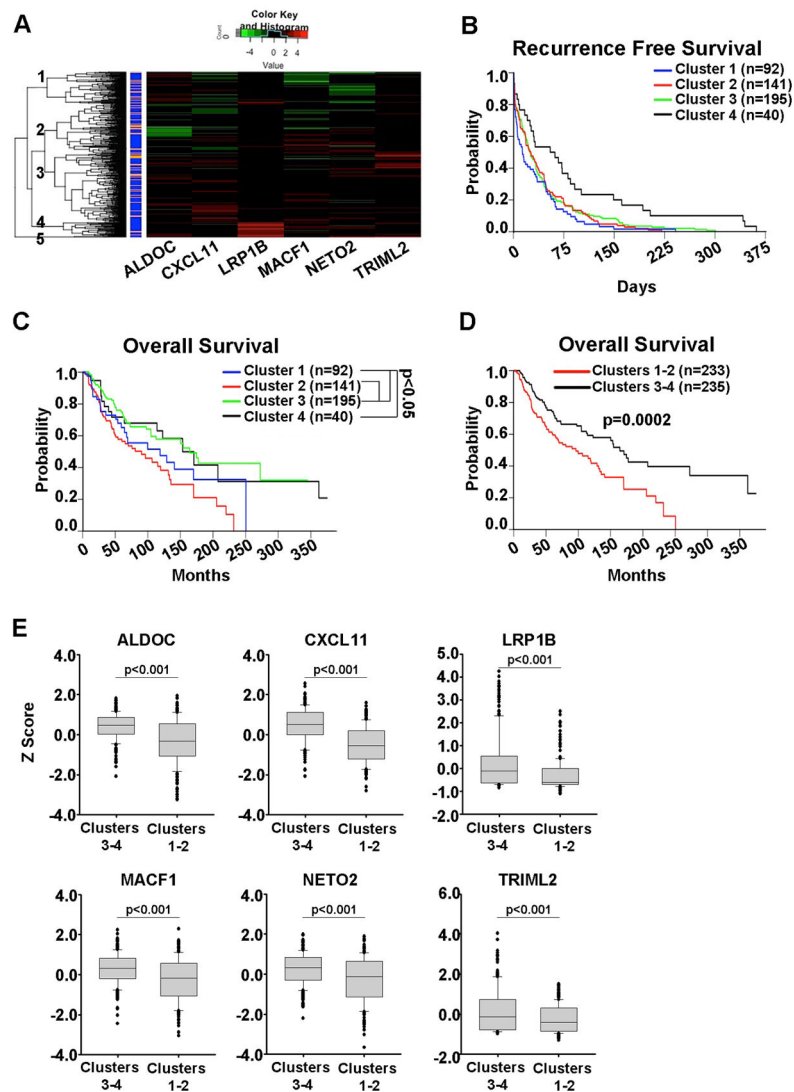 A
Color Key
and Histogram
Count
0
-4 0 2 4
Value
1
2
3
4
5
ALDOC CXCL11 LRP1B MACF1 NETO2 TRIML2
B
Recurrence Free Survival
Cluster 1 (n=92)
Cluster 2 (n=141)
Cluster 3 (n=195)
Cluster 4 (n=40)
Probability
1.0
0.8
0.6
0.4
0.2
0.0
0 75 150 225 300 375
Days
C
Overall Survival
Cluster 1 (n=92)
Cluster 2 (n=141)
Cluster 3 (n=195)
Cluster 4 (n=40)
p<0.05
Probability
1.0
0.8
0.6
0.4
0.2
0.0
0 50 100 150 200 250 300 350
Months
D
Overall Survival
Clusters 1-2 (n=233)
Clusters 3-4 (n=235)
p=0.0002
Probability
1.0
0.8
0.6
0.4
0.2
0.0
0 50 100 150 200 250 300 350
Months
E
ALDOC
p<0.001
Z Score
4.0
2.0
0.0
-2.0
-4.0
Clusters Clusters
3-4 1-2
CXCL11
p<0.001
4.0
2.0
0.0
-2.0
-4.0
Clusters Clusters
3-4 1-2
LRP1B
p<0.001
5.0
4.0
3.0
2.0
1.0
0.0
-1.0
-2.0
Clusters Clusters
3-4 1-2
MACF1
p<0.001
4.0
2.0
0.0
-2.0
-4.0
Clusters Clusters
3-4 1-2
NETO2
p<0.001
4.0
2.0
0.0
-2.0
-4.0
Clusters Clusters
3-4 1-2
TRIML2
p<0.001
6.0
4.0
2.0
0.0
2.0
Clusters Clusters
3-4 1-2